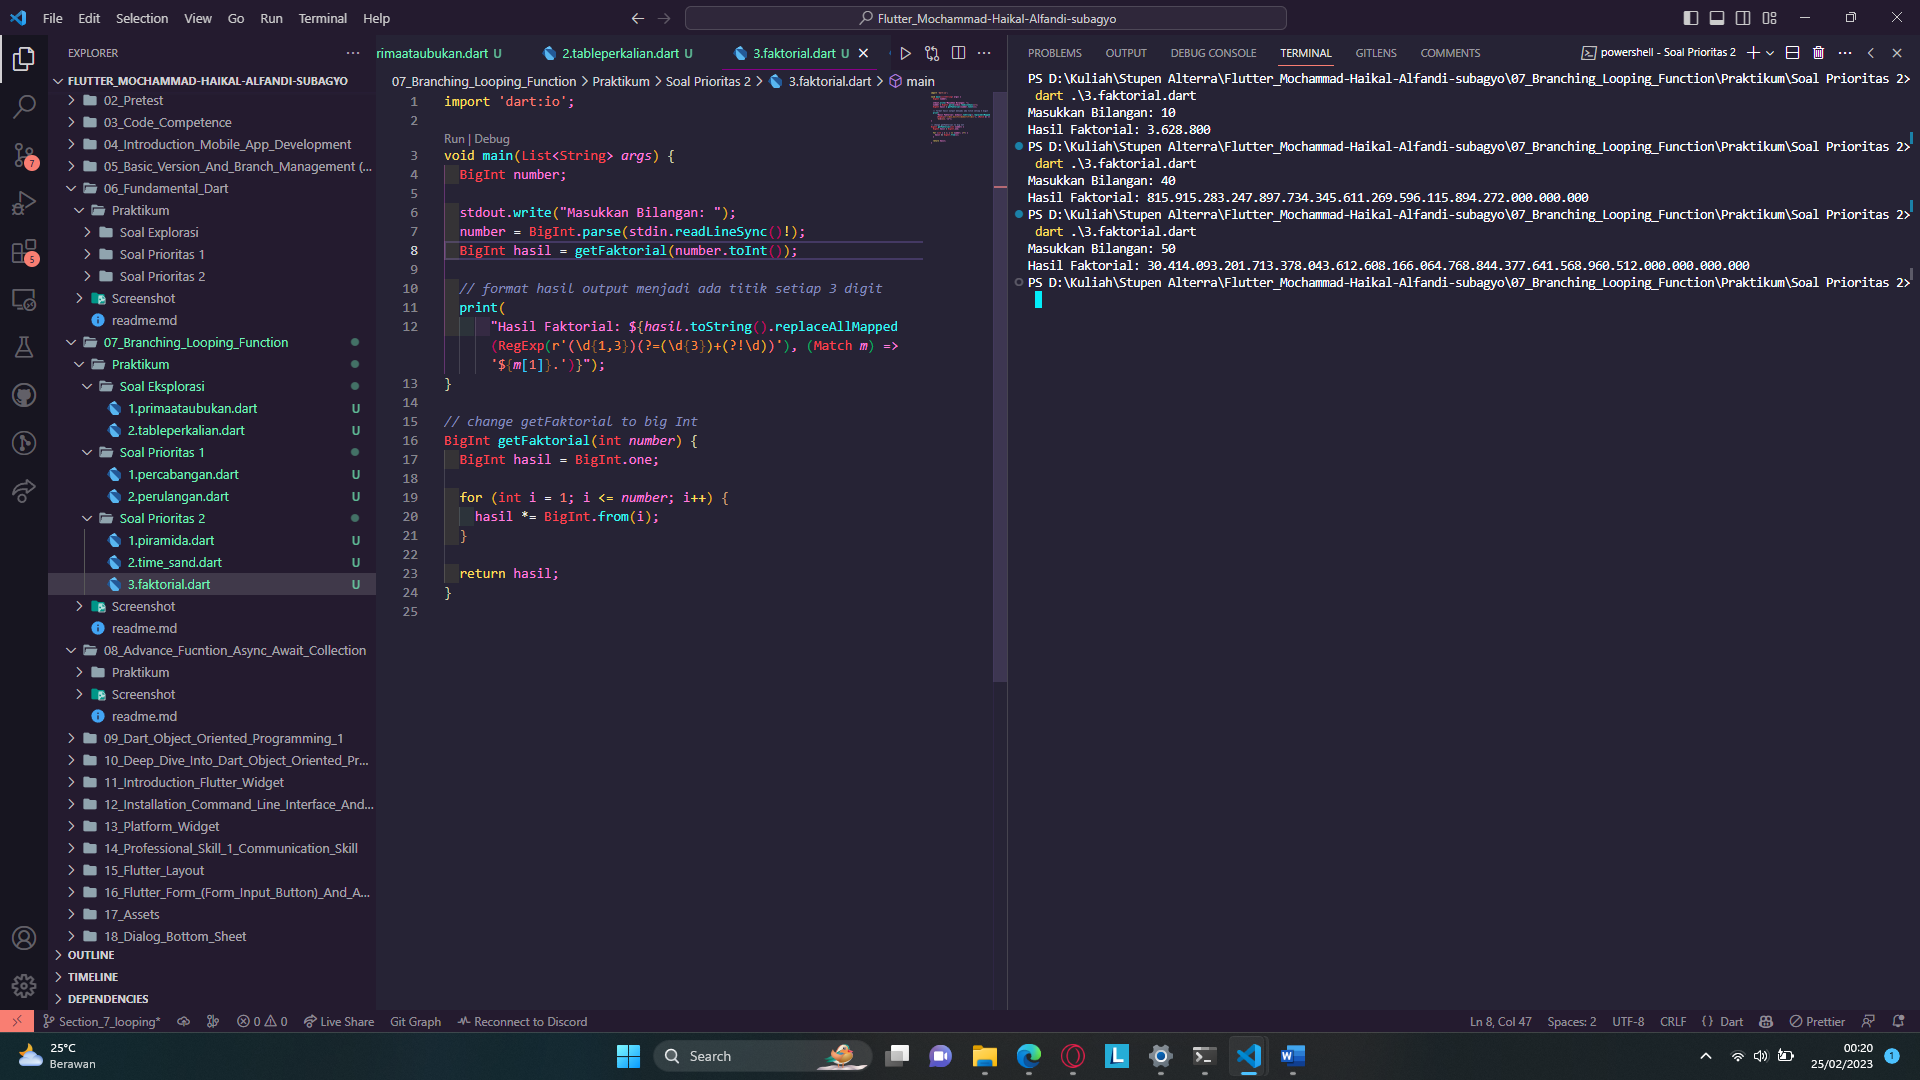 File Edit Selection View Go Run Terminal Help
Flutter_Mochammad-Haikal-Alfandi-subagyo
EXPLORER
FLUTTER_MOCHAMMAD-HAIKAL-ALFANDI-SUBAGYO
02_Pretest
03_Code_Competence
04_Introduction_Mobile_App_Development
05_Basic_Version_And_Branch_Management (...
06_Fundamental_Dart
Praktikum
Soal Explorasi
Soal Prioritas 1
Soal Prioritas 2
Screenshot
readme.md
07_Branching_Looping_Function
Praktikum
Soal Eksplorasi
1.primaataubukan.dart U
2.tableperkalian.dart U
Soal Prioritas 1
1.percabangan.dart U
2.perulangan.dart U
Soal Prioritas 2
1.piramida.dart U
2.time_sand.dart U
3.faktorial.dart U
Screenshot
readme.md
08_Advance_Fucntion_Async_Await_Collection
Praktikum
Screenshot
readme.md
09_Dart_Object_Oriented_Programming_1
10_Deep_Dive_Into_Dart_Object_Oriented_Pr...
11_Introduction_Flutter_Widget
12_Installation_Command_Line_Interface_And...
13_Platform_Widget
14_Professional_Skill_1_Communication_Skill
15_Flutter_Layout
16_Flutter_Form_(Form_Input_Button)_And_A...
17_Assets
18_Dialog_Bottom_Sheet
OUTLINE
TIMELINE
DEPENDENCIES
7
5
rimaataubukan.dart U 2.tableperkalian.dart U 3.faktorial.dart U
07_Branching_Looping_Function > Praktikum > Soal Prioritas 2 > 3.faktorial.dart > main
1 import 'dart:io';
2
Run | Debug
3 void main(List<String> args) {
4 BigInt number;
5
6 stdout.write("Masukkan Bilangan: ");
7 number = BigInt.parse(stdin.readLineSync()!);
8 BigInt hasil = getFaktorial(number.toInt());
9
10 // format hasil output menjadi ada titik setiap 3 digit
11 print(
12 "Hasil Faktorial: ${hasil.toString().replaceAllMapped
(RegExp(r'(\d{1,3})(?=(\d{3})+(?!\d))'), (Match m) =>
'${m[1]}.')}");
13 }
14
15 // change getFaktorial to big Int
16 BigInt getFaktorial(int number) {
17 BigInt hasil = BigInt.one;
18
19 for (int i = 1; i <= number; i++) {
20 hasil *= BigInt.from(i);
21 }
22
23 return hasil;
24 }
25
PROBLEMS OUTPUT DEBUG CONSOLE TERMINAL GITLENS COMMENTS powershell - Soal Prioritas 2
PS D:\Kuliah\Stupen Alterra\Flutter_Mochammad-Haikal-Alfandi-subagyo\07_Branching_Looping_Function\Praktikum\Soal Prioritas 2>
dart .\3.faktorial.dart
Masukkan Bilangan: 10
Hasil Faktorial: 3.628.800
PS D:\Kuliah\Stupen Alterra\Flutter_Mochammad-Haikal-Alfandi-subagyo\07_Branching_Looping_Function\Praktikum\Soal Prioritas 2>
dart .\3.faktorial.dart
Masukkan Bilangan: 40
Hasil Faktorial: 815.915.283.247.897.734.345.611.269.596.115.894.272.000.000.000
PS D:\Kuliah\Stupen Alterra\Flutter_Mochammad-Haikal-Alfandi-subagyo\07_Branching_Looping_Function\Praktikum\Soal Prioritas 2>
dart .\3.faktorial.dart
Masukkan Bilangan: 50
Hasil Faktorial: 30.414.093.201.713.378.043.612.608.166.064.768.844.377.641.568.960.512.000.000.000.000
PS D:\Kuliah\Stupen Alterra\Flutter_Mochammad-Haikal-Alfandi-subagyo\07_Branching_Looping_Function\Praktikum\Soal Prioritas 2>
Section_7_looping* 0 0 Live Share Git Graph Reconnect to Discord
Ln 8, Col 47 Spaces: 2 UTF-8 CRLF { } Dart Prettier
25°C
Berawan
Search
L
W
00:20
25/02/2023
1